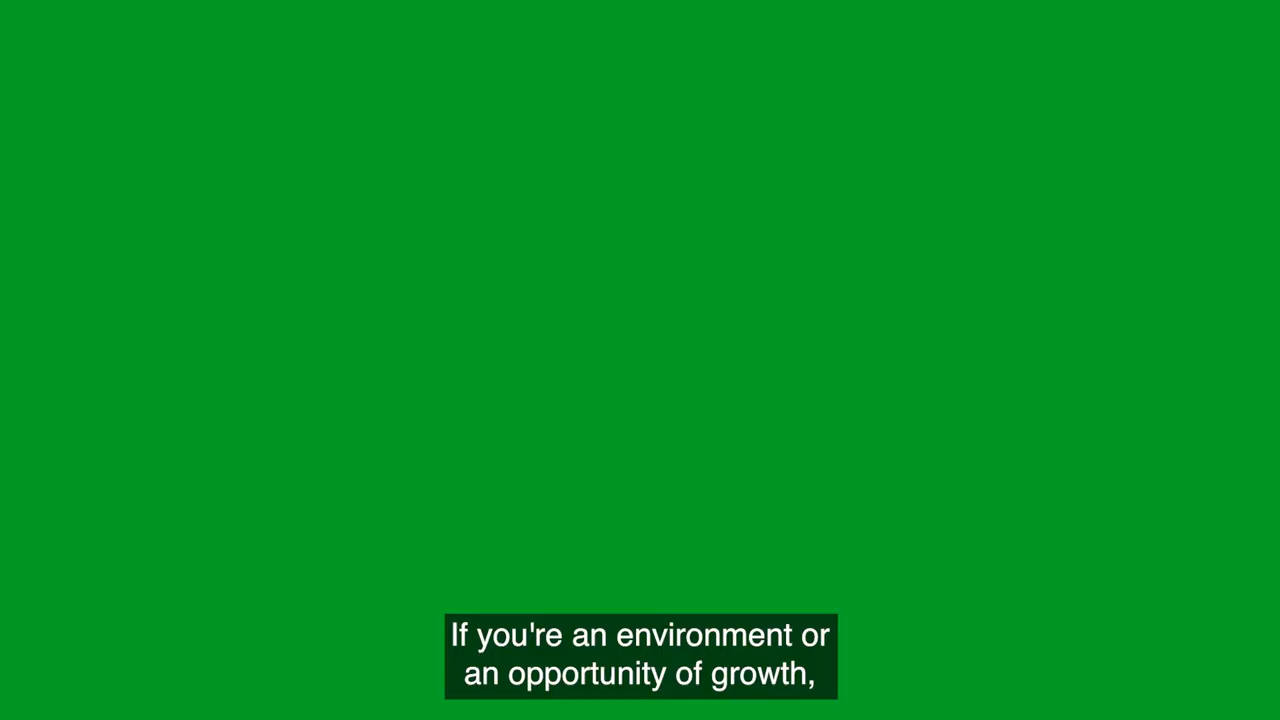 If you're an environment or
an opportunity of growth,